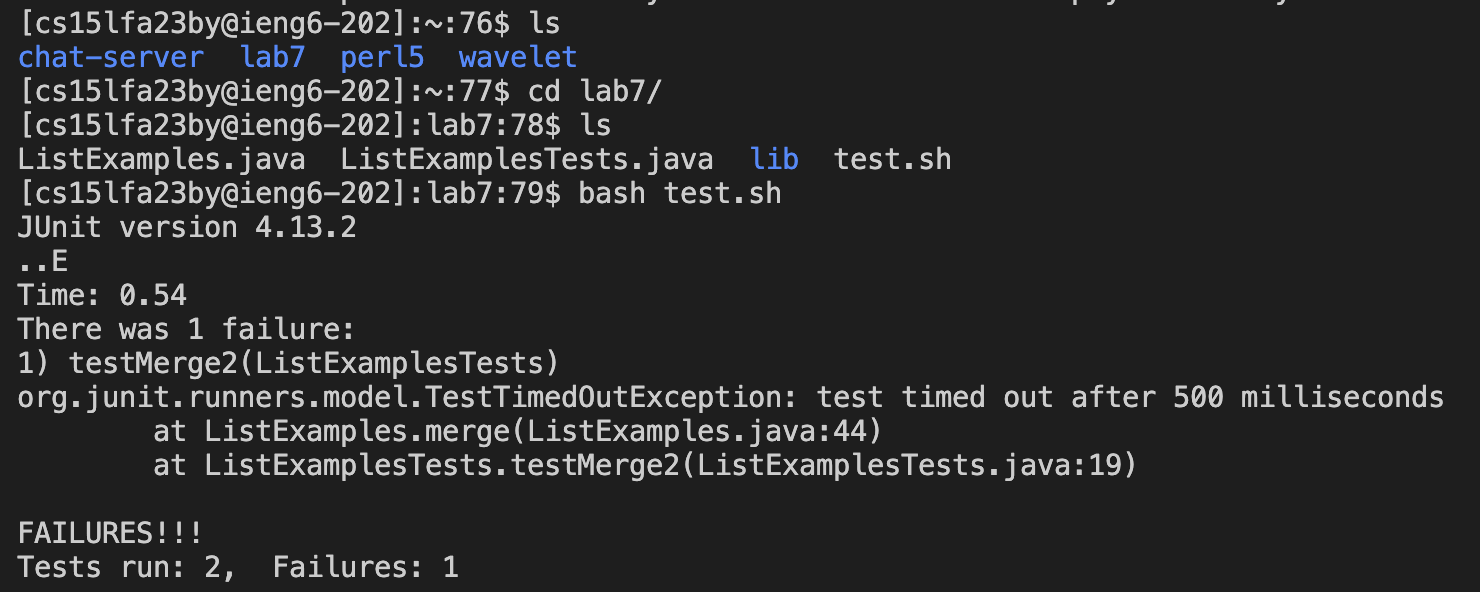 [cs15lfa23by@ieng6-202]:~:76$ ls
chat-server  lab7  perl5  wavelet
[cs15lfa23by@ieng6-202]:~:77$ cd lab7/
[cs15lfa23by@ieng6-202]:lab7:78$ ls
ListExamples.java  ListExamplesTests.java  lib  test.sh
[cs15lfa23by@ieng6-202]:lab7:79$ bash test.sh
JUnit version 4.13.2
..E
Time: 0.54
There was 1 failure:
1) testMerge2(ListExamplesTests)
org.junit.runners.model.TestTimedOutException: test timed out after 500 milliseconds
        at ListExamples.merge(ListExamples.java:44)
        at ListExamplesTests.testMerge2(ListExamplesTests.java:19)

FAILURES!!!
Tests run: 2,  Failures: 1